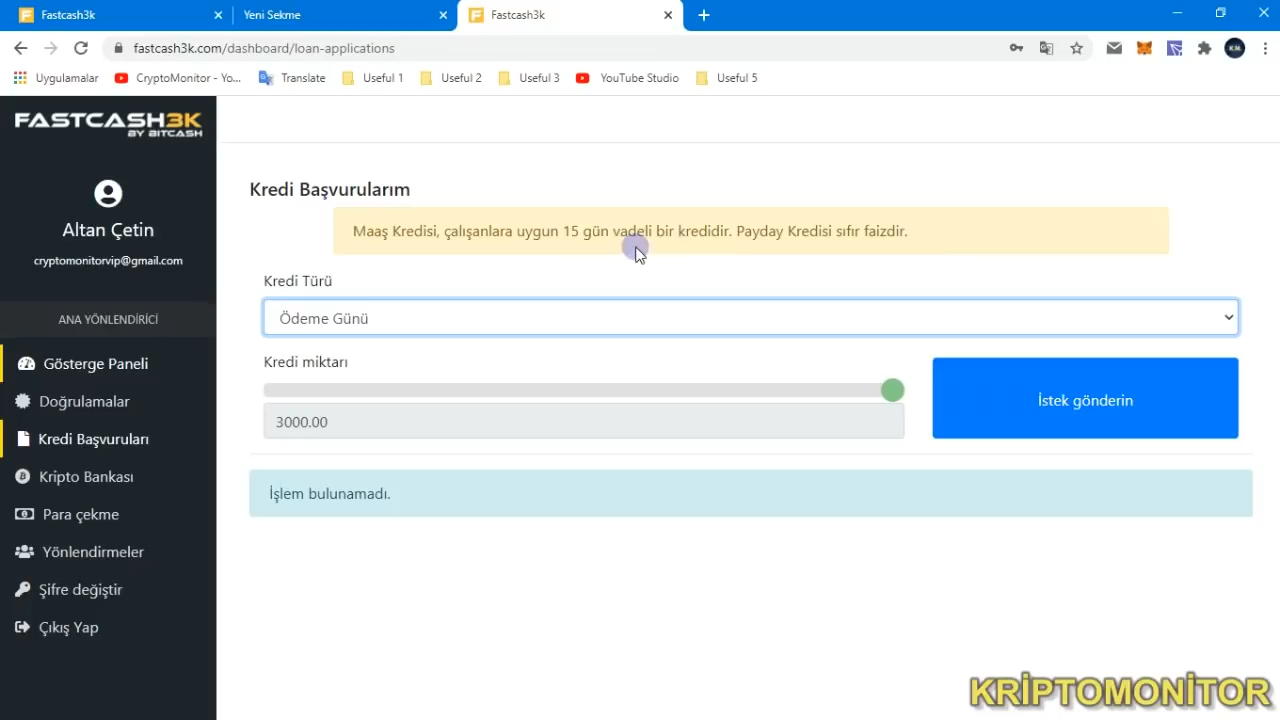 Fastcash3k
Yeni Sekme
Fastcash3k
fastcash3k.com/dashboard/loan-applications
KM
Uygulamalar
CryptoMonitor - Yo...
Translate
Useful 1
Useful 2
Useful 3
YouTube Studio
Useful 5
FASTCASH3K
BY BITCASH
Altan Çetin
cryptomonitorvip@gmail.com
ANA YÖNLENDİRİCİ
Gösterge Paneli
Doğrulamalar
Kredi Başvuruları
Kripto Bankası
Para çekme
Yönlendirmeler
Şifre değiştir
Çıkış Yap
Kredi Başvurularım
Maaş Kredisi, çalışanlara uygun 15 gün vadeli bir kredidir. Payday Kredisi sıfır faizdir.
Kredi Türü
Ödeme Günü
Kredi miktarı
3000.00
İstek gönderin
İşlem bulunamadı.
KRİPTOMONİTOR